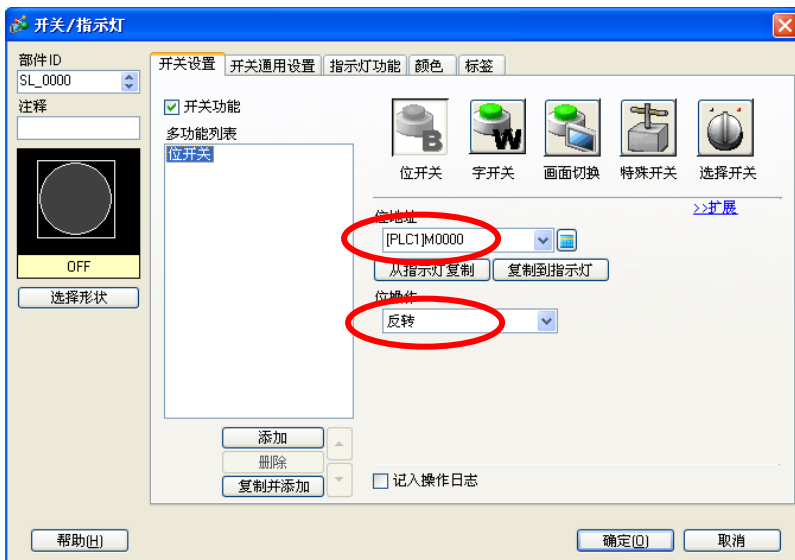 开关/指示灯
部件ID
SL_0000
注释
OFF
选择形状
开关设置 开关通用设置 指示灯功能 颜色 标签
开关功能
多功能列表
位开关
添加
删除
复制并添加
B W
位开关 字开关 画面切换 特殊开关 选择开关
>>扩展
位地址
[PLC1]M0000
从指示灯复制 复制到指示灯
位操作
反转
记入操作日志
帮助(H) 确定(O) 取消